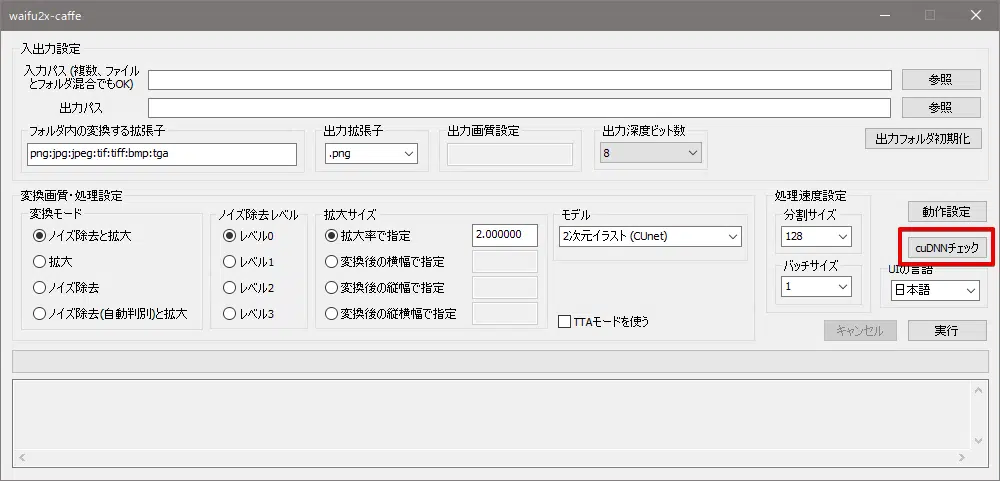 waifu2x-caffe
入出力設定
入力パス (複数、ファイル
とフォルダ混合でもOK)
参照
出力パス
参照
フォルダ内の変換する拡張子
png:jpg:jpeg:tif:tiff:bmp:tga
出力拡張子
.png
出力画質設定
出力深度ビット数
8
出力フォルダ初期化
変換画質・処理設定
変換モード
ノイズ除去と拡大
拡大
ノイズ除去
ノイズ除去(自動判別)と拡大
ノイズ除去レベル
レベル0
レベル1
レベル2
レベル3
拡大サイズ
拡大率で指定
2.000000
変換後の横幅で指定
変換後の縦幅で指定
変換後の縦横幅で指定
モデル
2次元イラスト (CUnet)
TTAモードを使う
処理速度設定
分割サイズ
128
バッチサイズ
1
動作設定
cuDNNチェック
UIの言語
日本語
キャンセル
実行